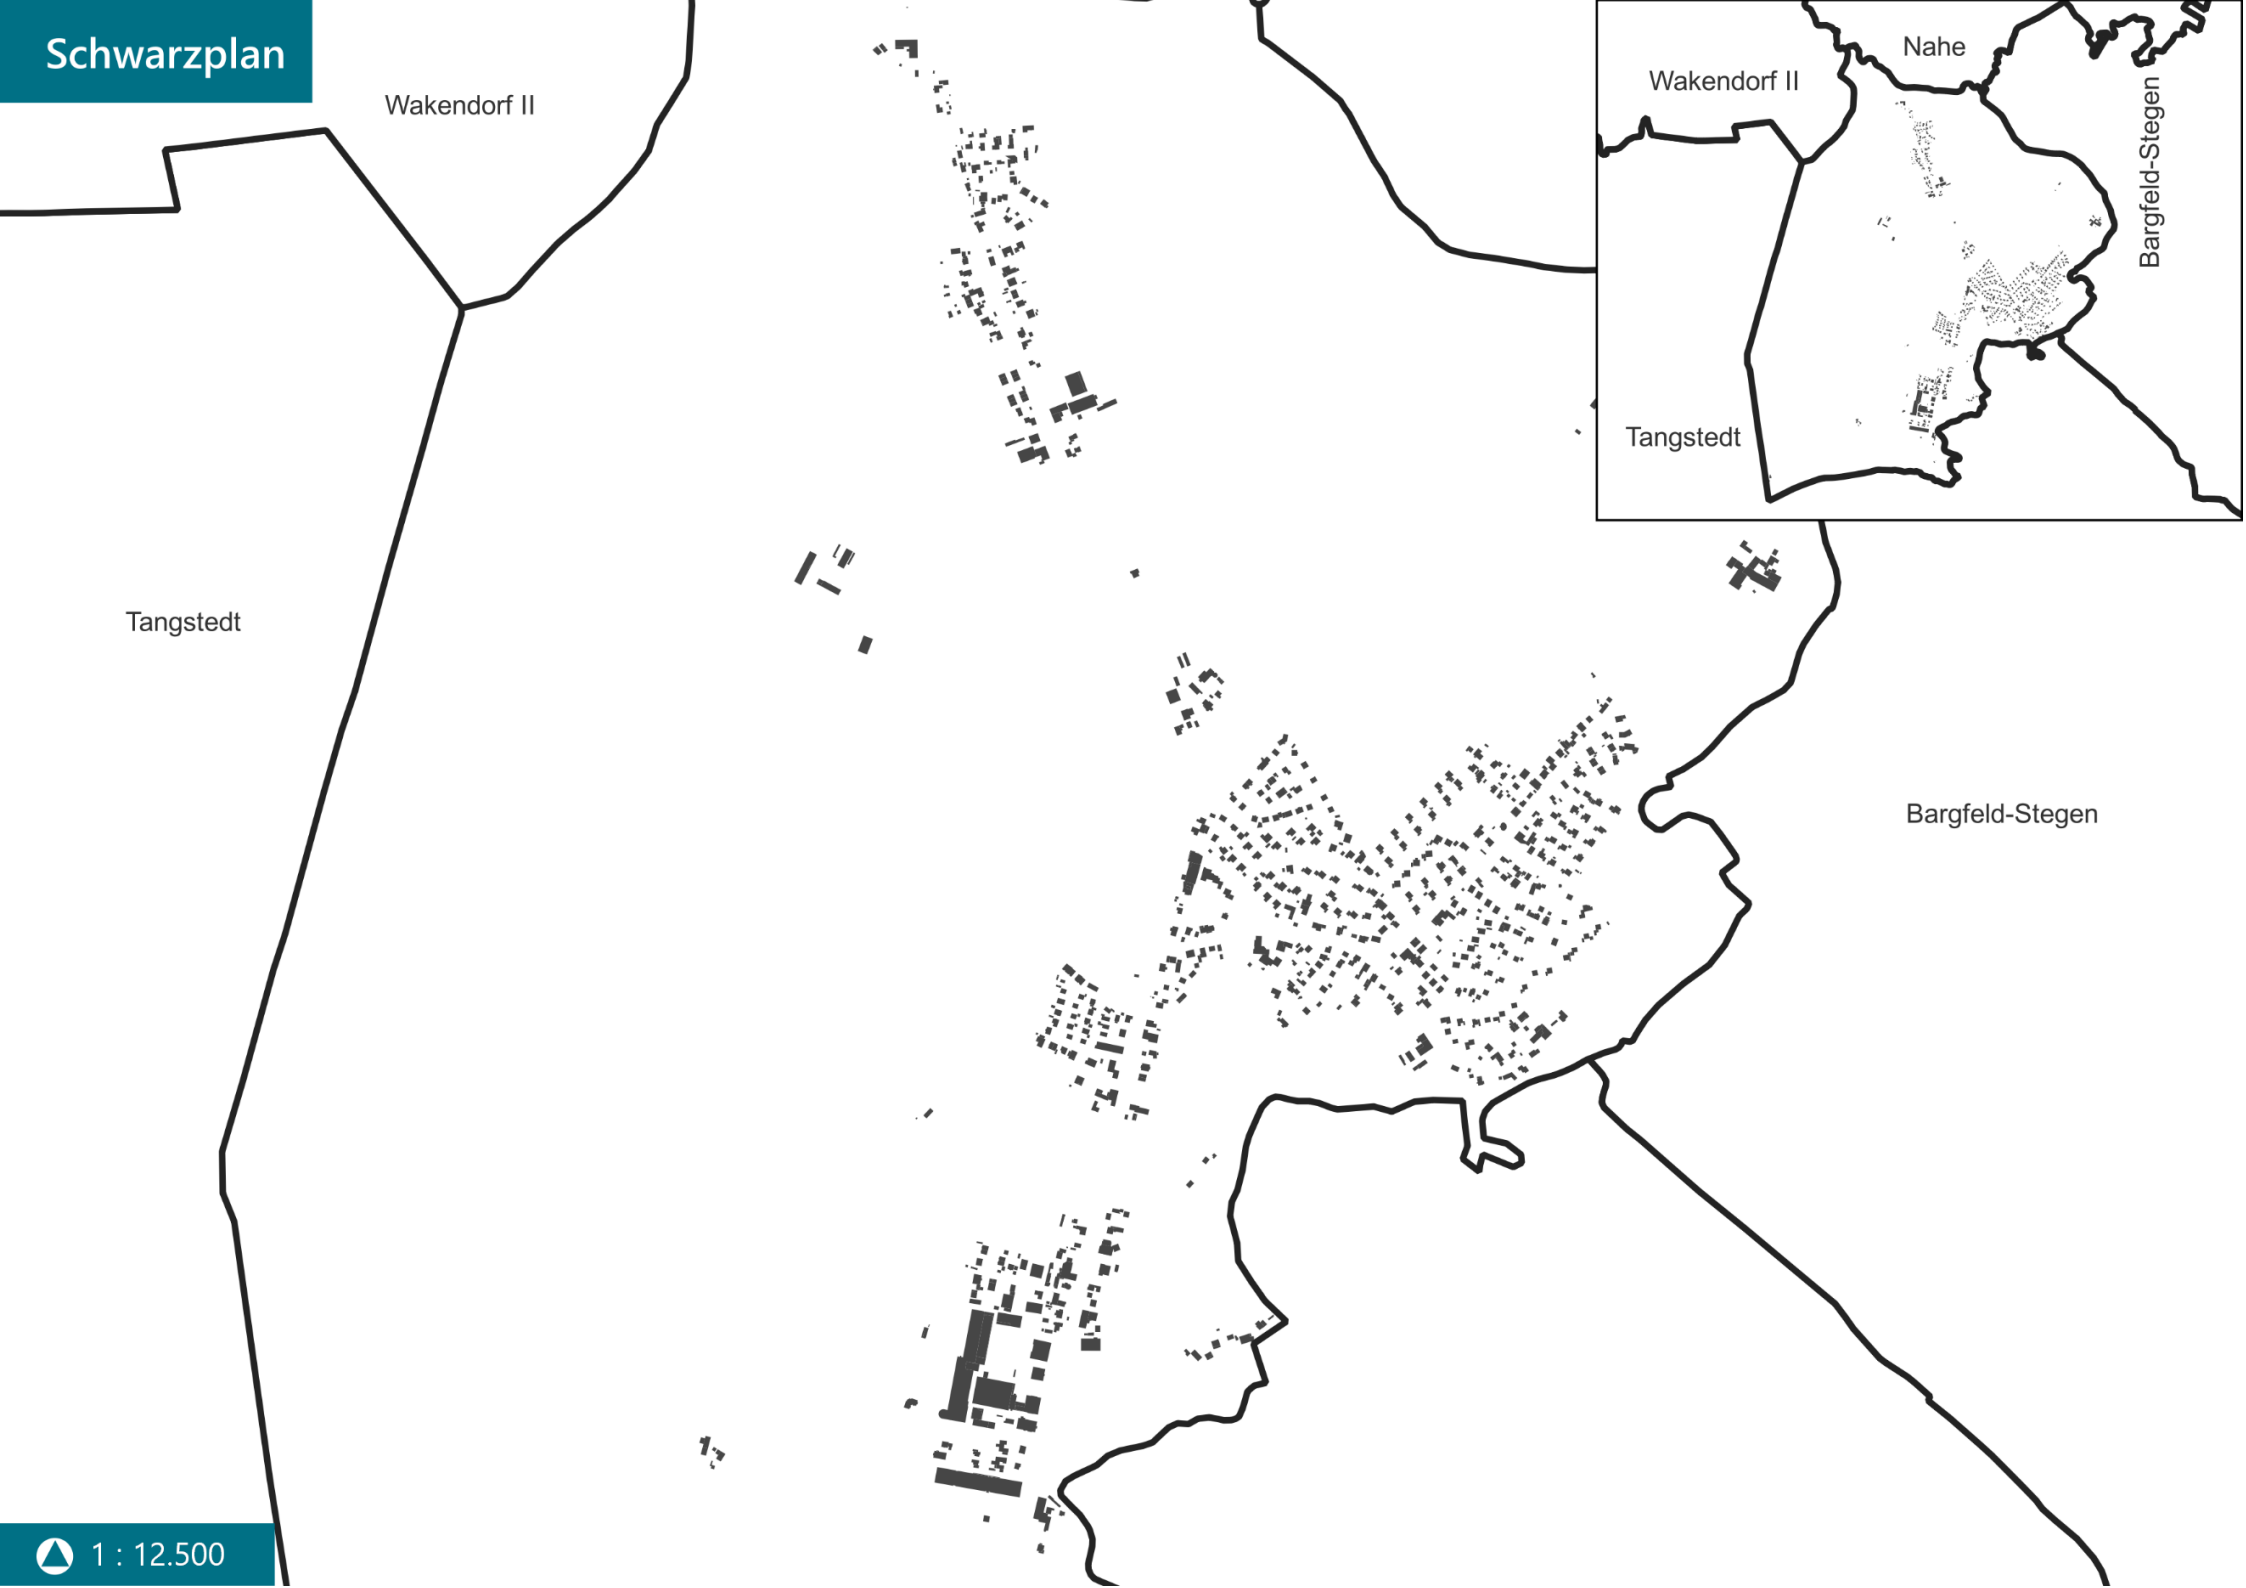 Schwarzplan
Wakendorf II
Nahe
Wakendorf II
Bargfeld-Stegen
Tangstedt
Tangstedt
Bargfeld-Stegen
1 : 12.500